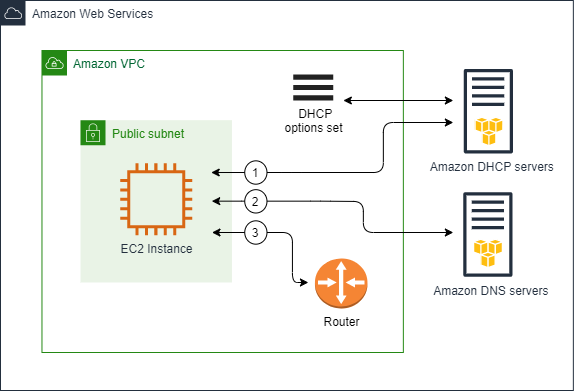 Amazon Web Services
Amazon VPC
DHCP
options set
Public subnet
Amazon DHCP servers
1
2
3
EC2 Instance
Amazon DNS servers
Router